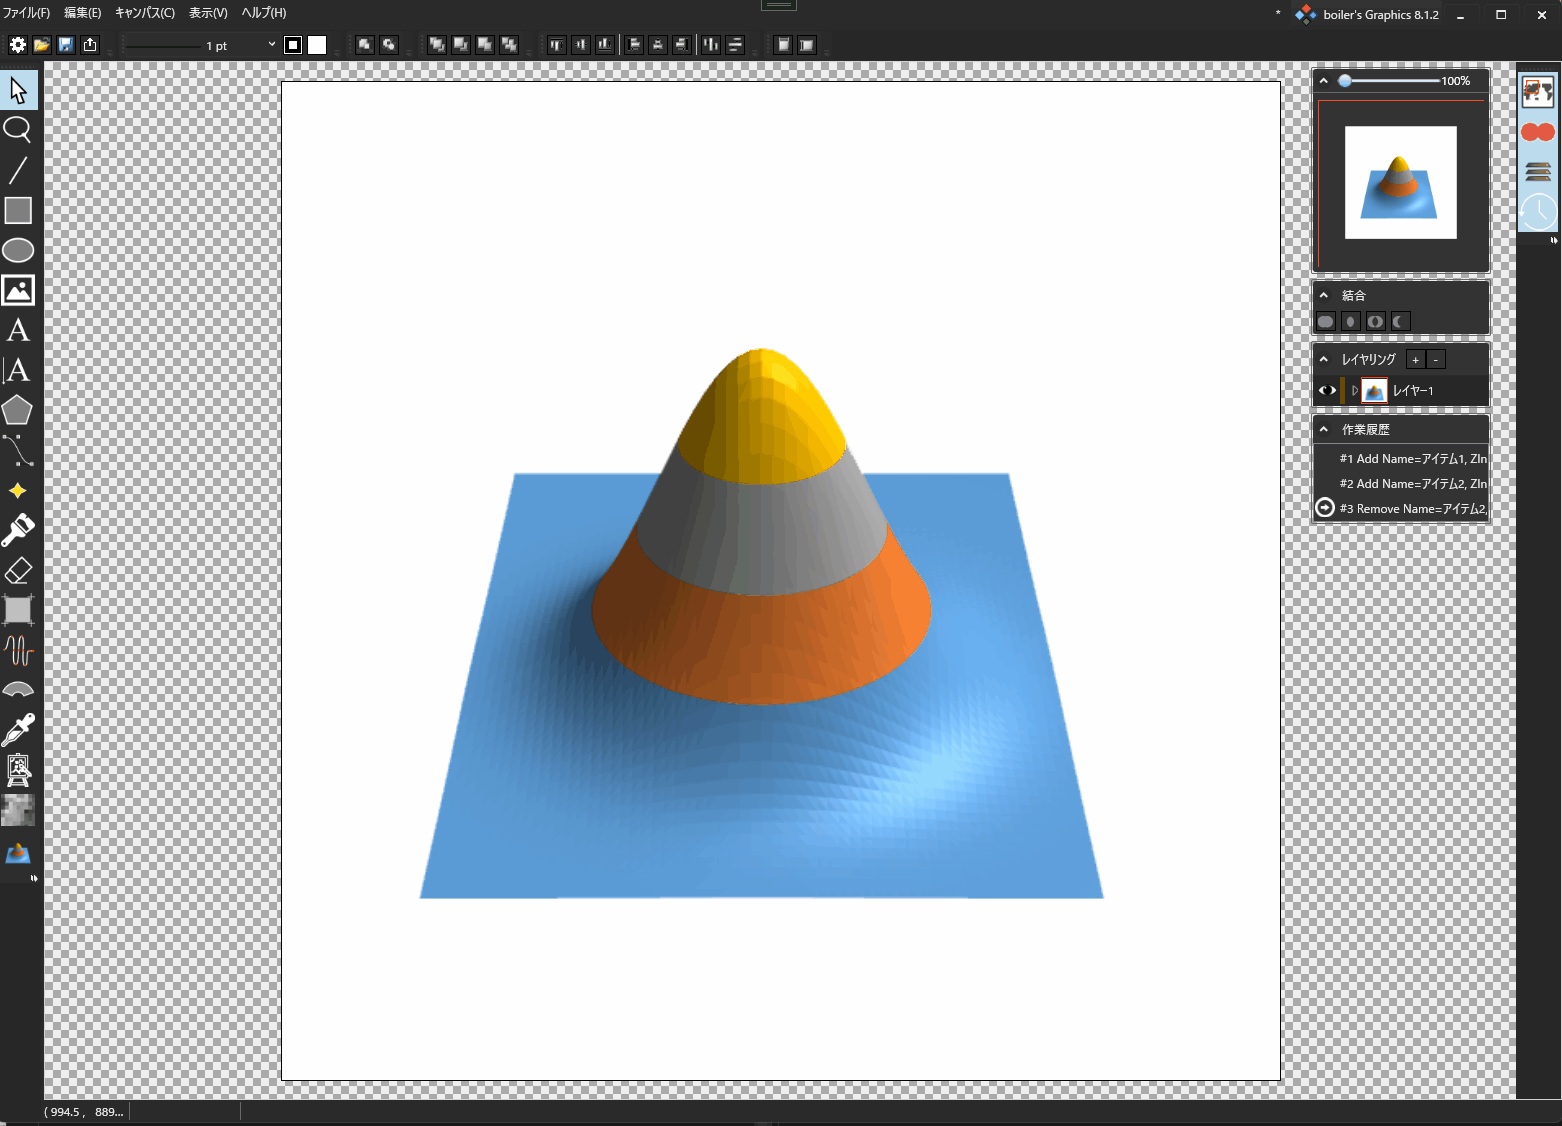 ファイル(F) 編集(E) キャンバス(C) 表示(V) ヘルプ(H)
* boiler's Graphics 8.1.2
1 pt
100%
A
A
結合
レイヤリング + -
レイヤー1
作業履歴
#1 Add Name=アイテム1, ZIn
#2 Add Name=アイテム2, ZIn
#3 Remove Name=アイテム2,
( 994.5 , 889...